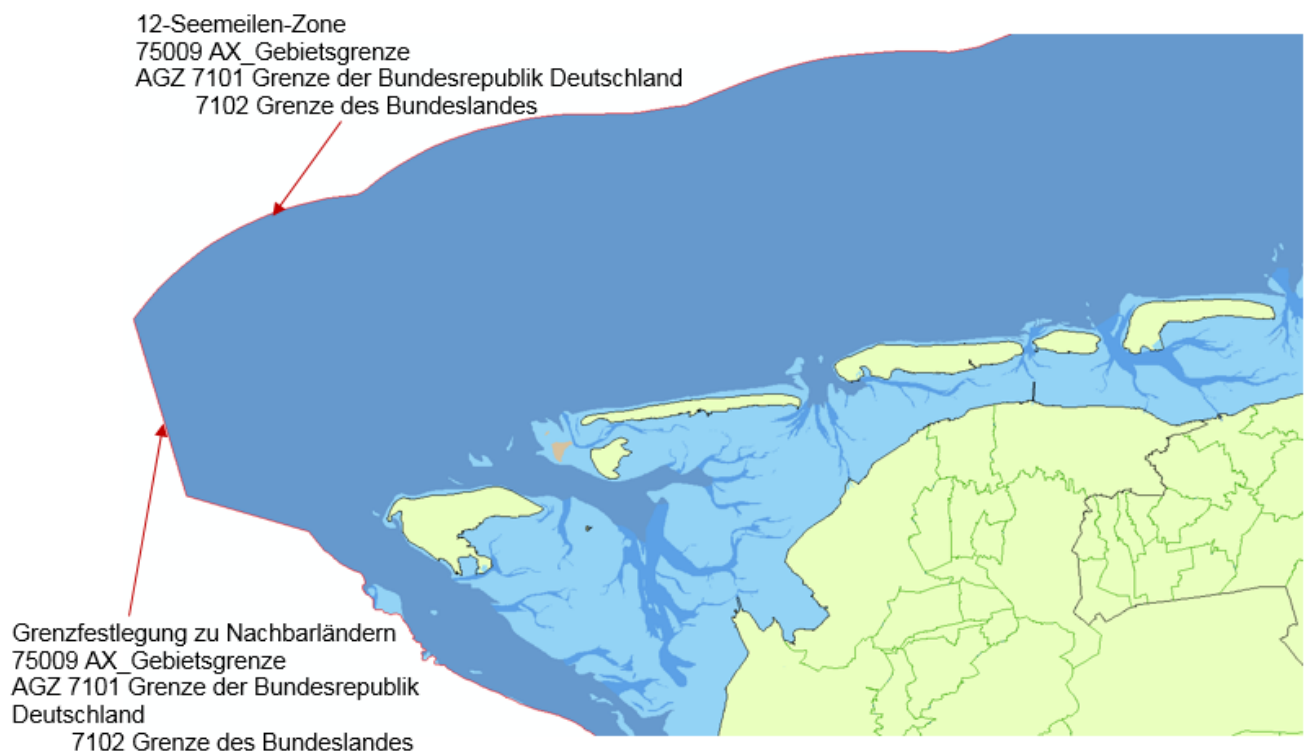 12-Seemeilen-Zone
75009 AX_Gebietsgrenze
AGZ 7101 Grenze der Bundesrepublik Deutschland
7102 Grenze des Bundeslandes
Grenzfestlegung zu Nachbarländern
75009 AX_Gebietsgrenze
AGZ 7101 Grenze der Bundesrepublik
Deutschland
7102 Grenze des Bundeslandes